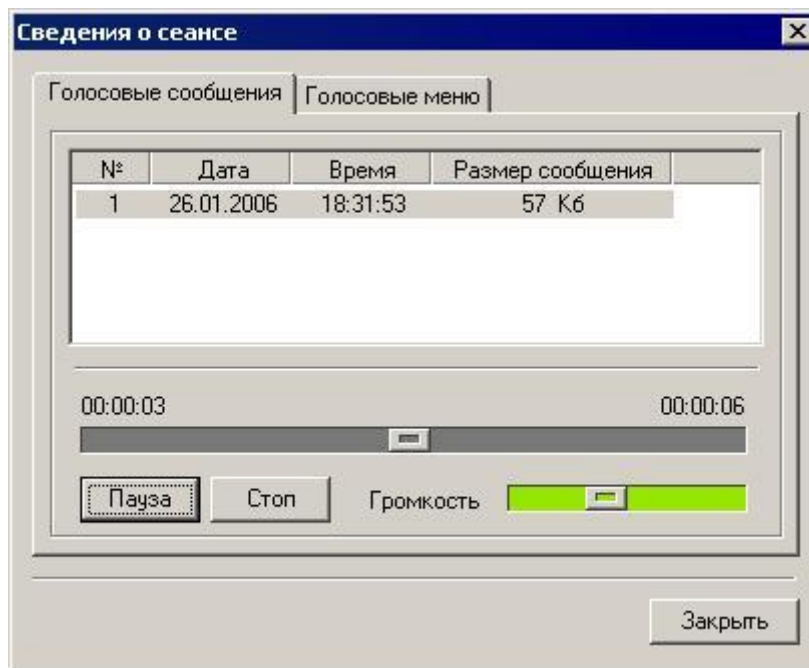 Сведения о сеансе
Голосовые сообщения Голосовые меню
№ Дата Время Размер сообщения
1 26.01.2006 18:31:53 57 Кб
00:00:03 00:00:06
Пауза Стоп Громкость
Закрыть